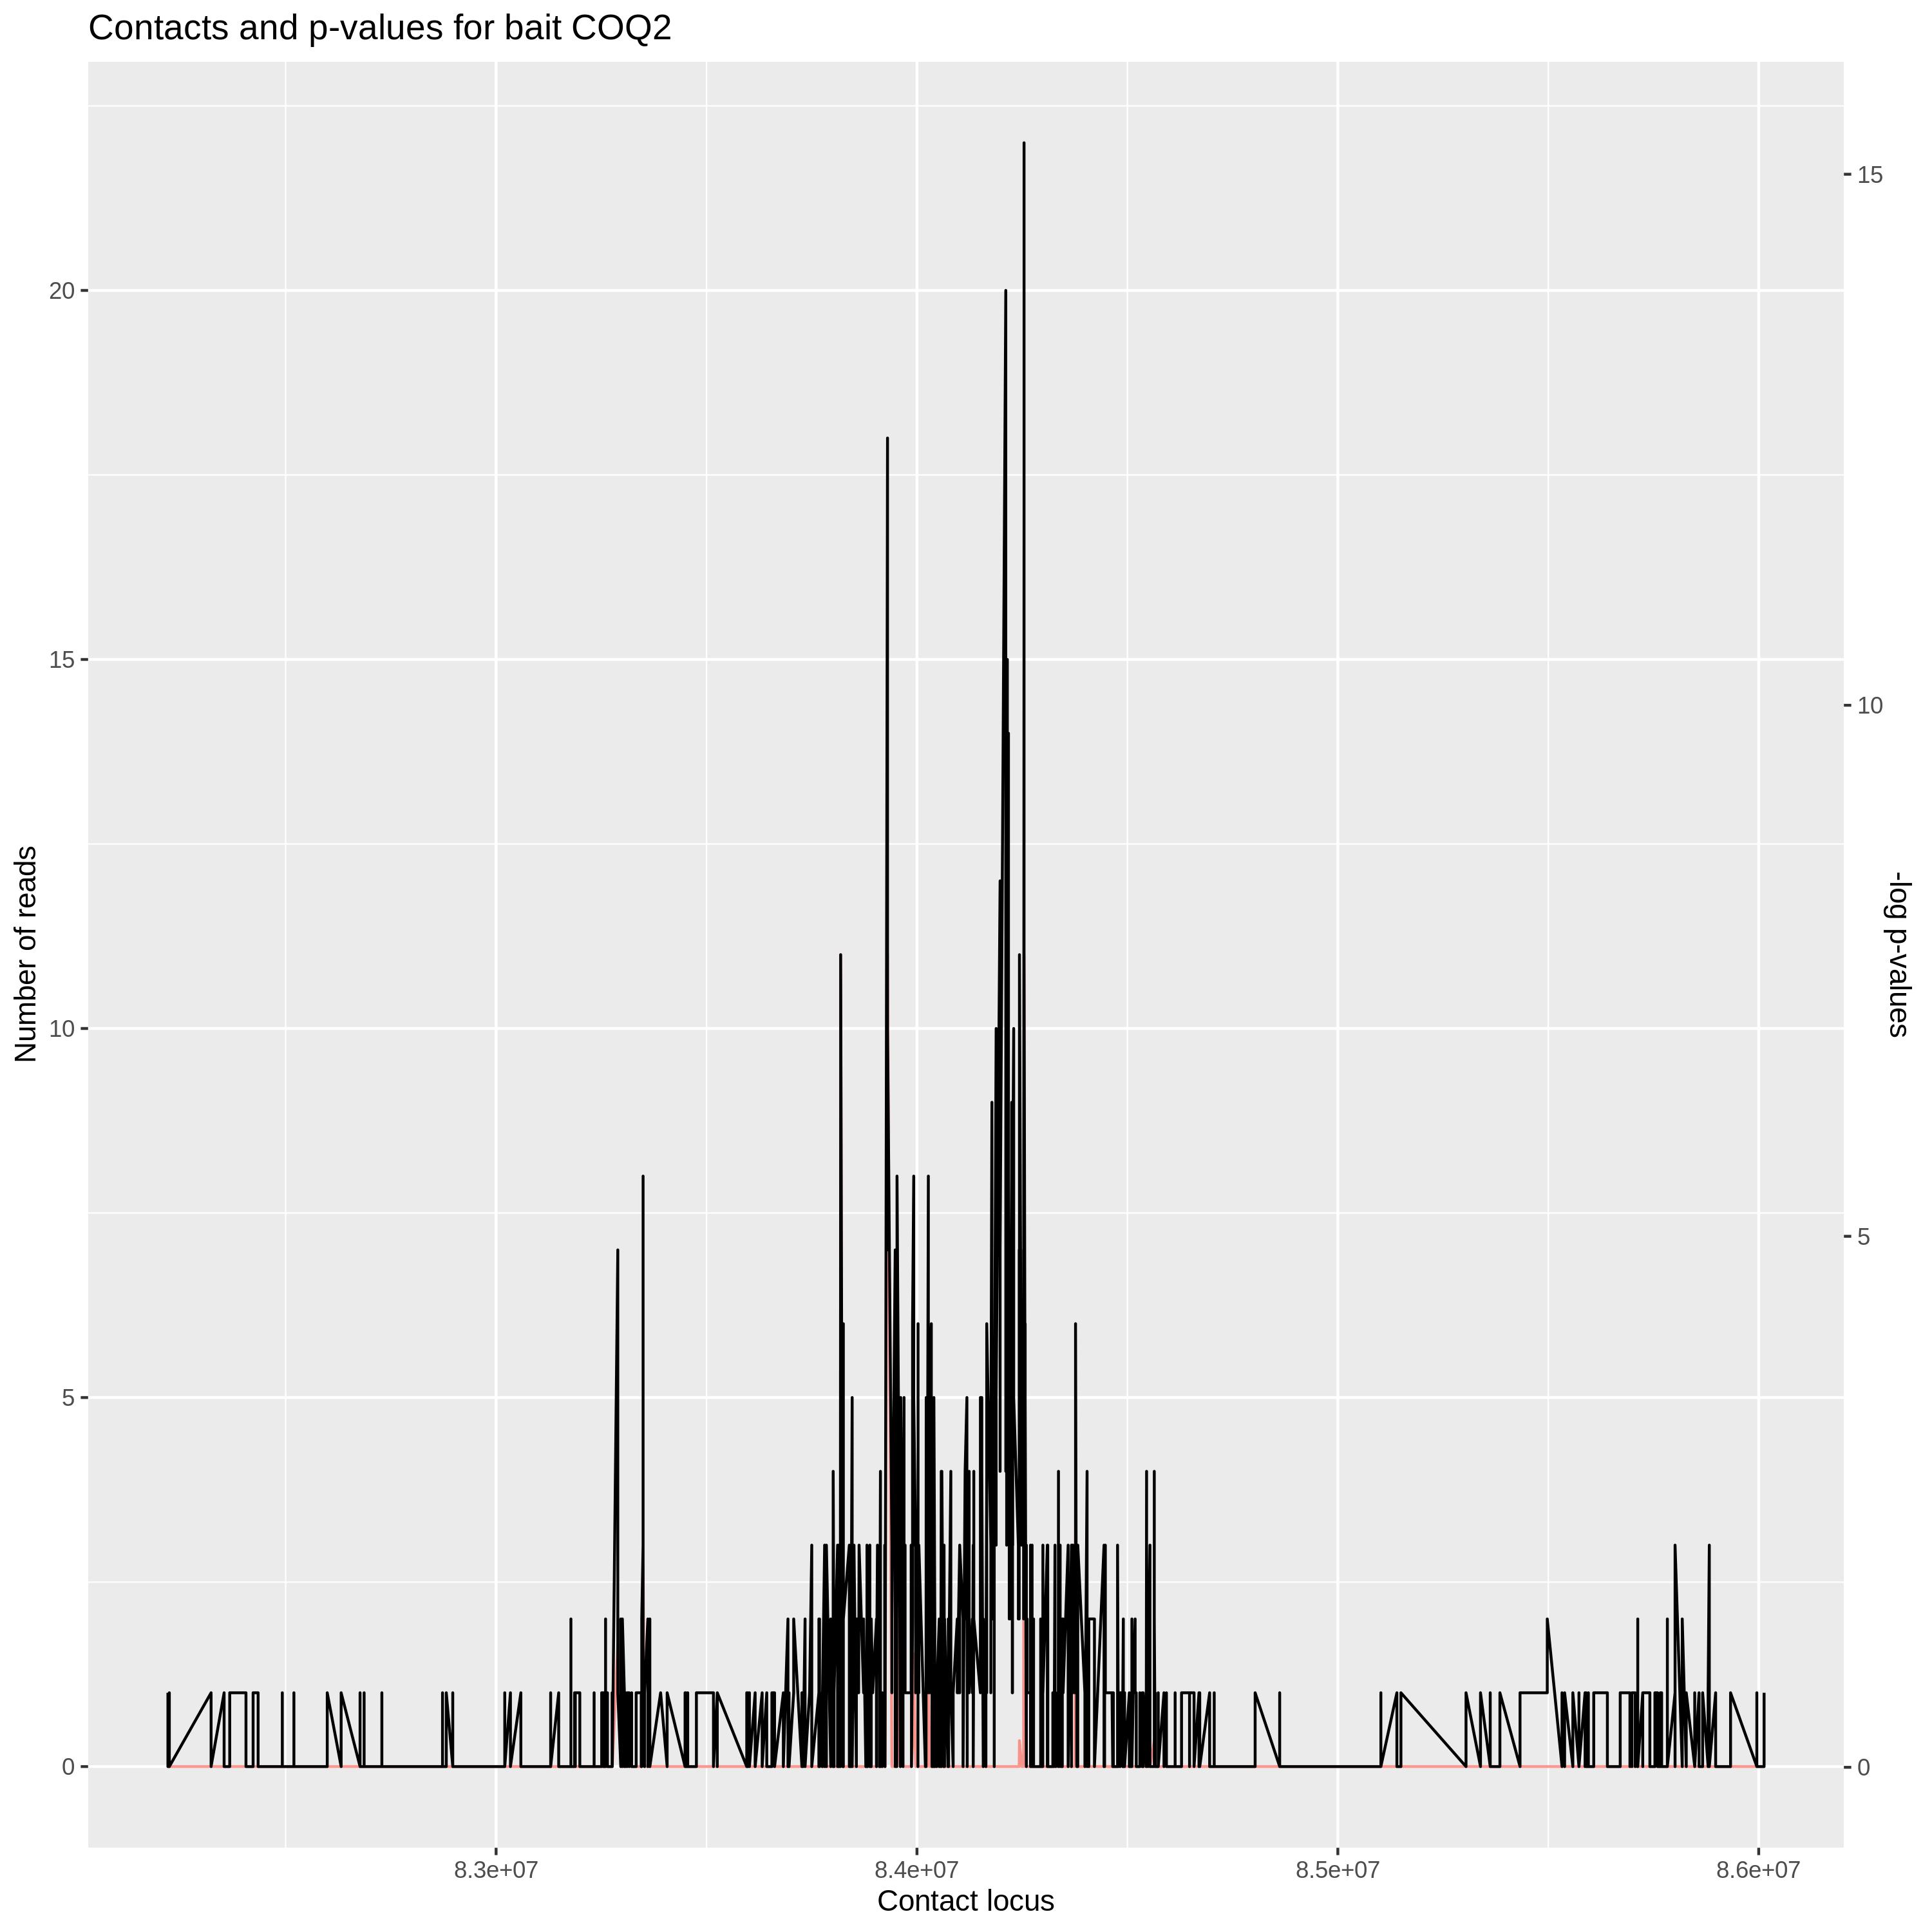 Contacts and p-values for bait COQ2
20
15
10
5
0
Number of reads
15
10
5
0
-log p-values
8.3e+07 8.4e+07 8.5e+07 8.6e+07
Contact locus